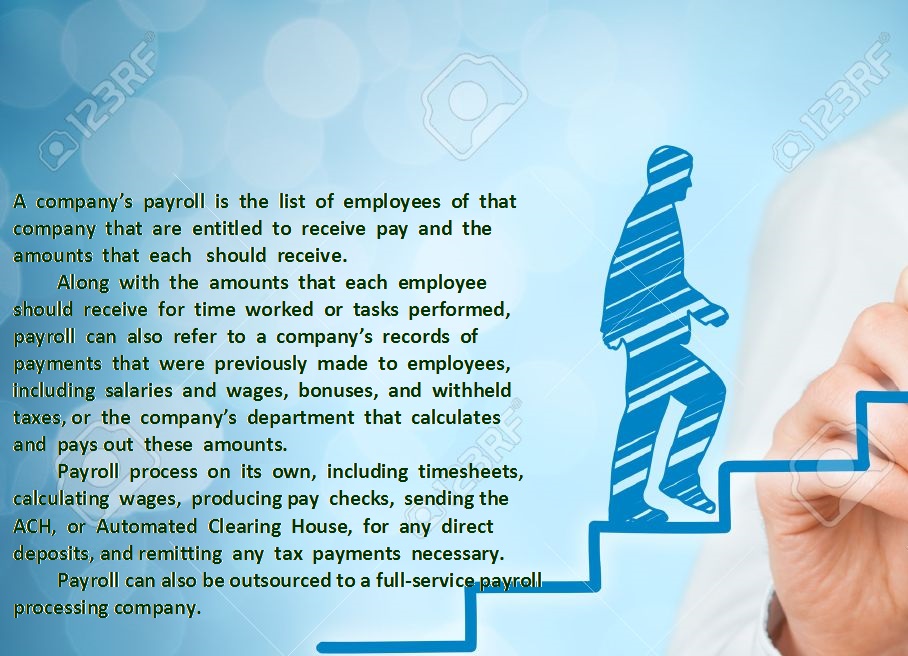 A company's payroll is the list of employees of that
company that are entitled to receive pay and the
amounts that each should receive.
Along with the amounts that each employee
should receive for time worked or tasks performed,
payroll can also refer to a company's records of
payments that were previously made to employees,
including salaries and wages, bonuses, and withheld
taxes, or the company's department that calculates
and pays out these amounts.
Payroll process on its own, including timesheets,
calculating wages, producing pay checks, sending the
ACH, or Automated Clearing House, for any direct
deposits, and remitting any tax payments necessary.
Payroll can also be outsourced to a full-service payroll
processing company.
123RF
123RF
123RF